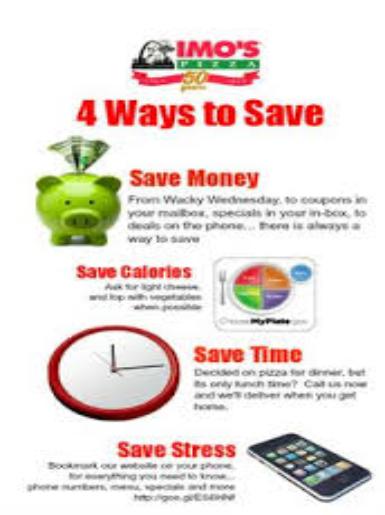 IMO'S
PIZZA
50
years
4 Ways to Save
Save Money
From Wacky Wednesday, to coupons in
your mailbox, specials in your in-box, to
deals on the phone... there is always a
way to save
Save Calories
Ask for light cheese,
and top with vegetables
when possible
ChooseMyPlate.gov
Save Time
Decided on pizza for dinner, but
its only lunch time? Call us now
and we'll deliver when you get
home.
Save Stress
Bookmark our website on your phone,
for everything you need to know...
phone numbers, menu, specials and more